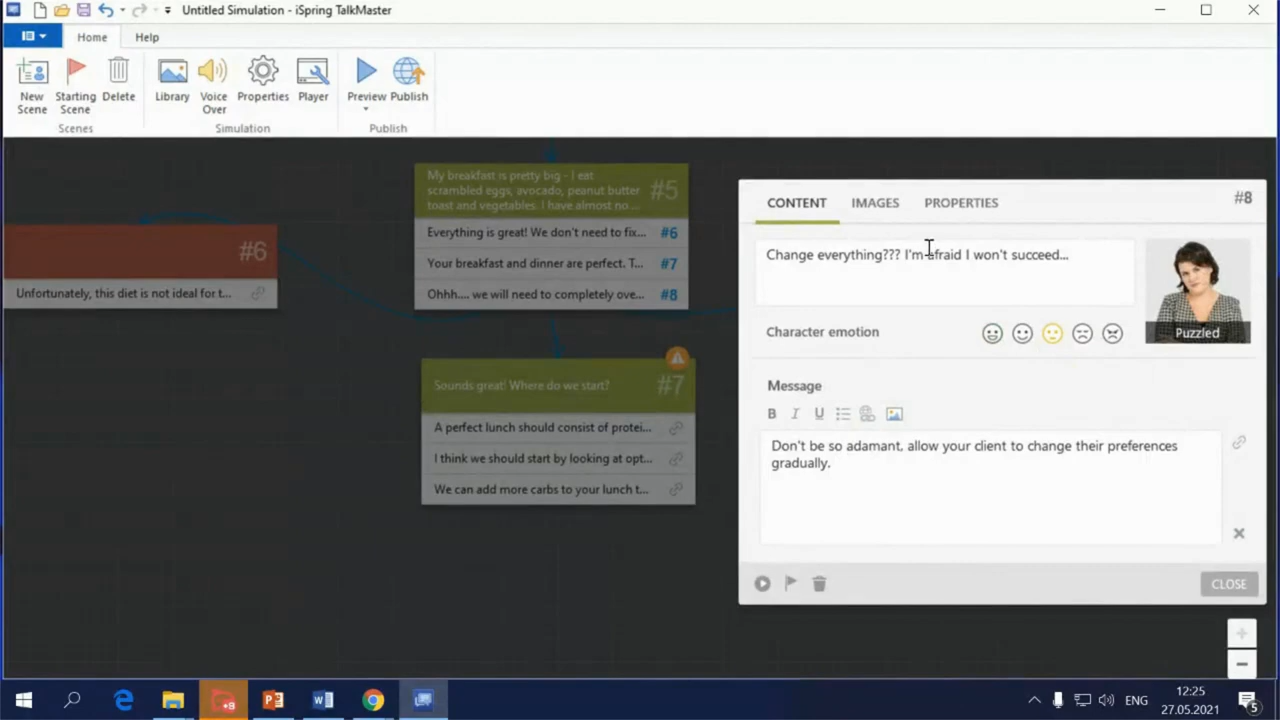 Untitled Simulation - iSpring TalkMaster
Home
Help
New
Scene
Starting
Scene
Delete
Library
Voice
Over
Properties
Player
Preview
Publish
Scenes
Simulation
Publish
My breakfast is pretty big - I eat
scrambled eggs, avocado, peanut butter
toast and vegetables. I have almost no ...
#5
Everything is great! We don't need to fix... #6
Your breakfast and dinner are perfect. T... #7
Ohhh.... we will need to completely ove... #8
#6
Unfortunately, this diet is not ideal for t...
Sounds great! Where do we start? #7
A perfect lunch should consist of protei...
I think we should start by looking at opt...
We can add more carbs to your lunch t...
CONTENT IMAGES PROPERTIES #8
Change everything??? I'm afraid I won't succeed...
Puzzled
Character emotion
Message
B I U
Don't be so adamant, allow your client to change their preferences
gradually.
CLOSE
+8
ENG
12:25
27.05.2021
5